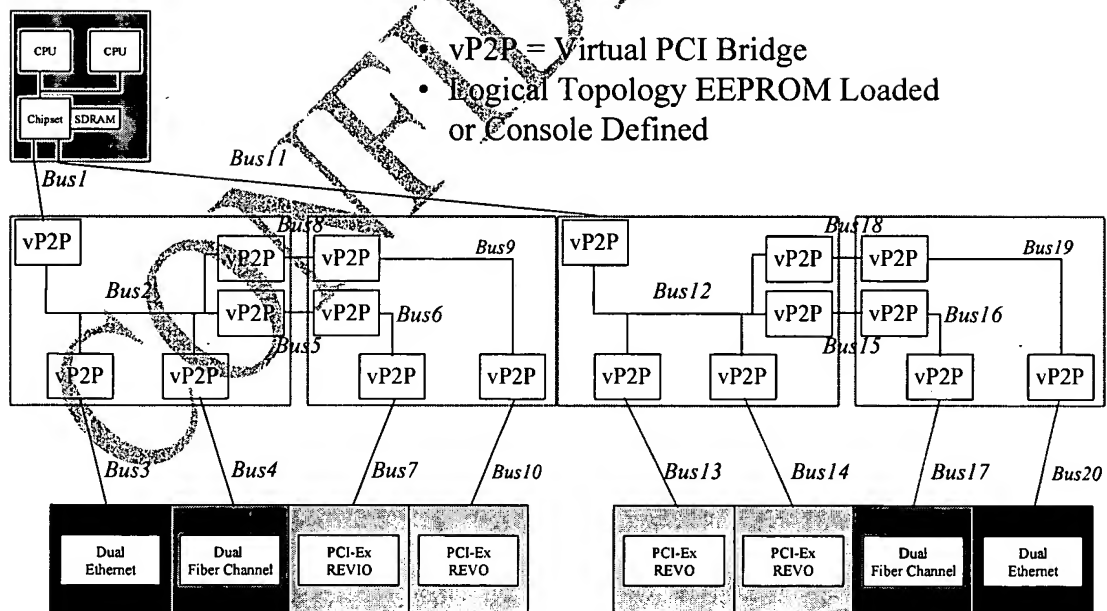 CPU CPU
• vP2P = Virtual PCI Bridge
• Logical Topology EEPROM Loaded
or Console Defined
Chipset SDRAM
Bus1
Bus11
vP2P
Bus8
vP2P vP2P
Bus9
Bus2
vP2P vP2P
Bus6
Bus5
vP2P vP2P vP2P vP2P
vP2P
Bus18
vP2P vP2P
Bus19
Bus12
vP2P vP2P
Bus16
Bus15
vP2P vP2P vP2P vP2P
Bus3 Bus4 Bus7 Bus10 Bus13 Bus14 Bus17 Bus20
Dual
Ethernet
Dual
Fiber Channel
PCI-Ex
REVIO
PCI-Ex
REVO
PCI-Ex
REVO
PCI-Ex
REVO
Dual
Fiber Channel
Dual
Ethernet